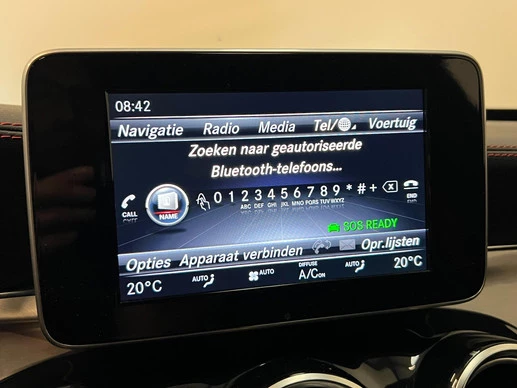 08:42
Navigatie Radio Media Tel/ Voertuig
Zoeken naar geautoriseerde
Bluetooth-telefoons...
0 1 2 3 4 5 6 7 8 9 * # +
ABC DEF GHI JKL MNO PQR TUV WXYZ
CALL NAME END
SOS READY
Opties Apparaat verbinden Opr.lijsten
20°C AUTO AUTO DIFFUSE A/C ON AUTO 20°C